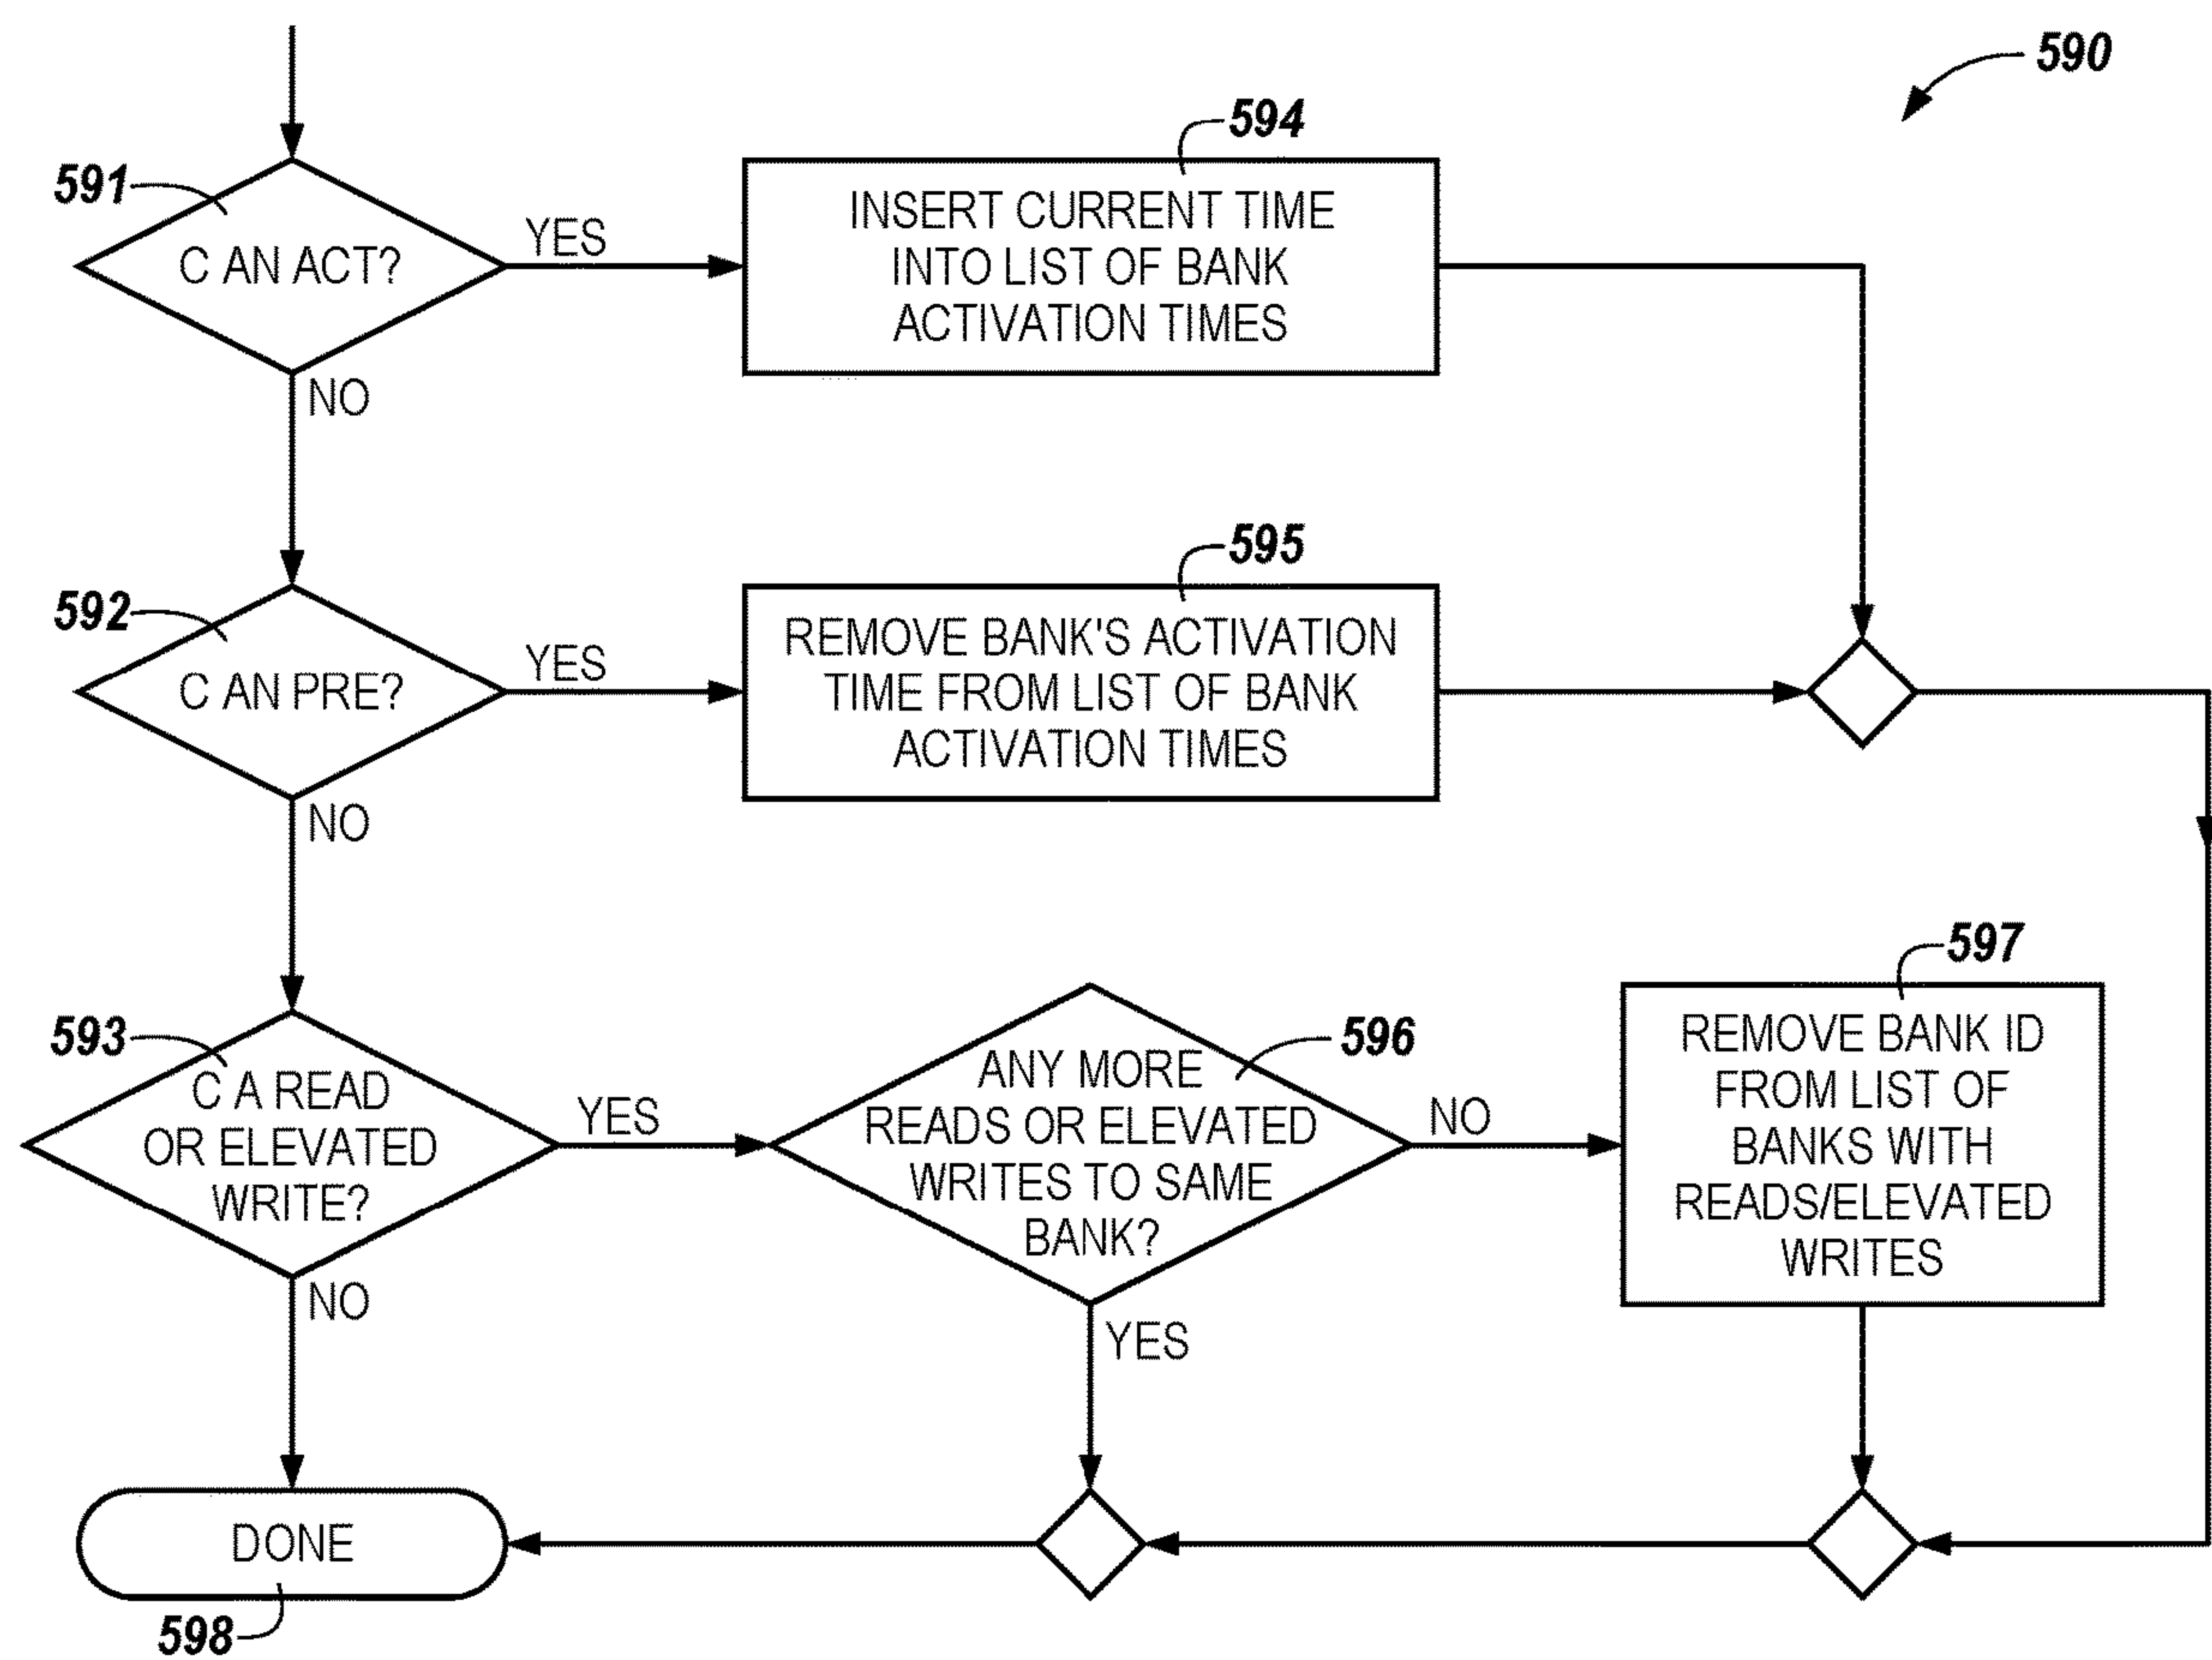 590
594
591
INSERT CURRENT TIME
INTO LIST OF BANK
ACTIVATION TIMES
C AN ACT?
YES
NO
595
592
REMOVE BANK'S ACTIVATION
TIME FROM LIST OF BANK
ACTIVATION TIMES
C AN PRE?
YES
NO
597
593
596
C A READ
OR ELEVATED
WRITE?
YES
ANY MORE
READS OR ELEVATED
WRITES TO SAME
BANK?
NO
REMOVE BANK ID
FROM LIST OF
BANKS WITH
READS/ELEVATED
WRITES
NO
YES
DONE
598